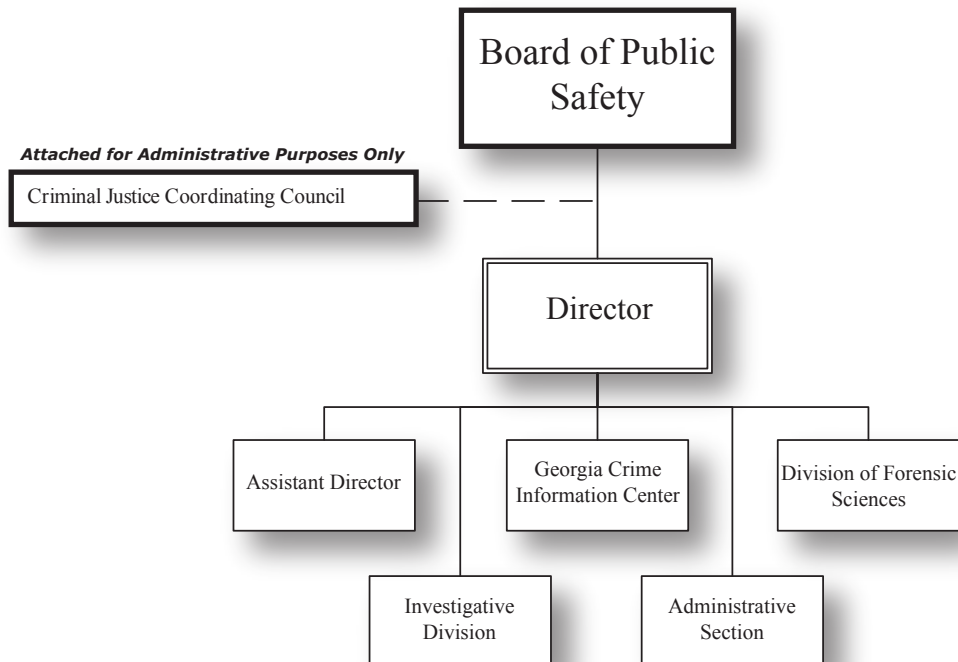 Board of Public
Safety
Attached for Administrative Purposes Only
Criminal Justice Coordinating Council
Director
Assistant Director
Georgia Crime
Information Center
Division of Forensic
Sciences
Investigative
Division
Administrative
Section